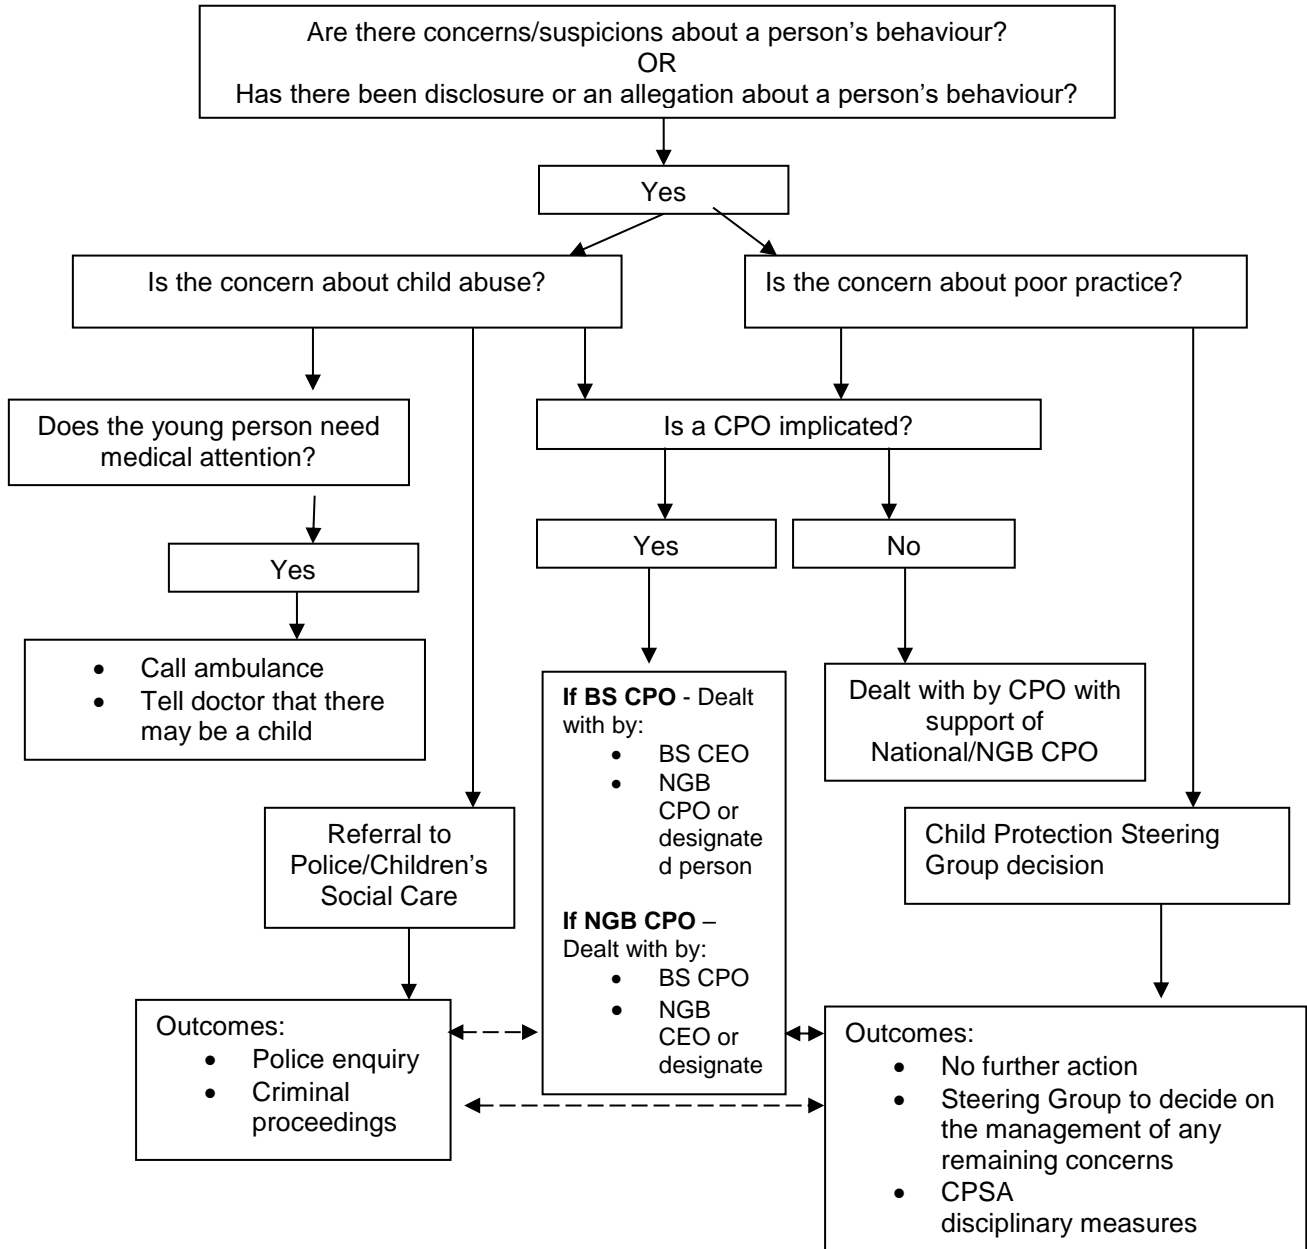 Are there concerns/suspicions about a person’s behaviour?
OR
Has there been disclosure or an allegation about a person’s behaviour?
Yes
Is the concern about child abuse?
Is the concern about poor practice?
Does the young person need
medical attention?
Is a CPO implicated?
Yes
Yes
No
• Call ambulance
• Tell doctor that there
may be a child
If BS CPO - Dealt
with by:
• BS CEO
• NGB
CPO or
designate
d person
If NGB CPO –
Dealt with by:
• BS CPO
• NGB
CEO or
designate
Dealt with by CPO with
support of
National/NGB CPO
Referral to
Police/Children’s
Social Care
Child Protection Steering
Group decision
Outcomes:
• Police enquiry
• Criminal
proceedings
Outcomes:
• No further action
• Steering Group to decide on
the management of any
remaining concerns
• CPSA
disciplinary measures